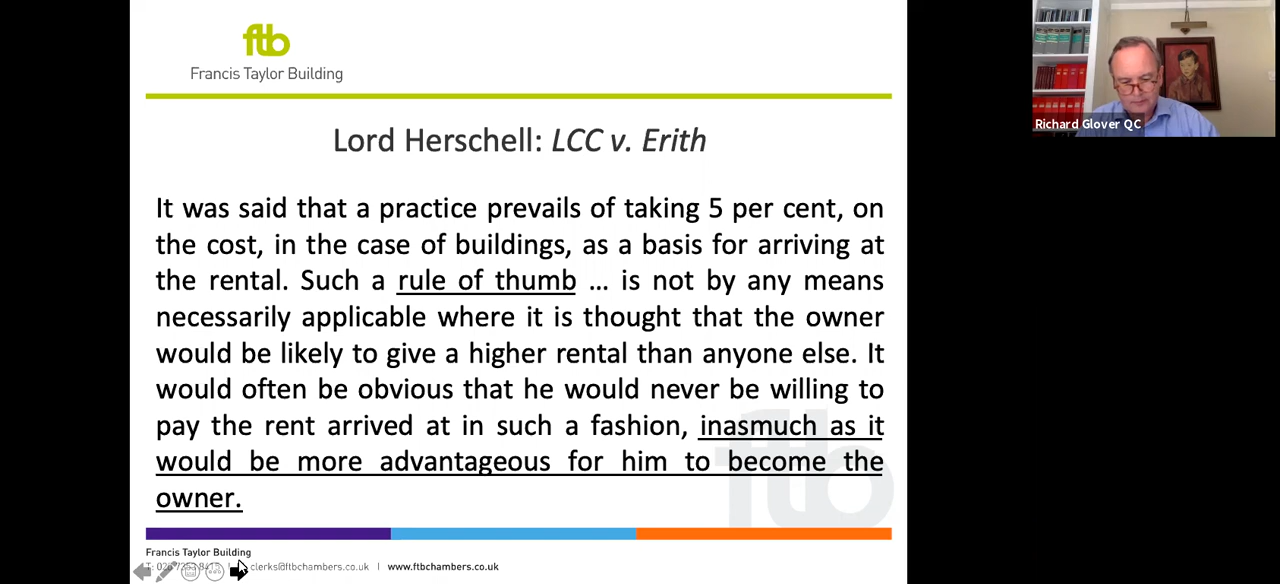 ftb
Francis Taylor Building
Richard Glover QC
Lord Herschell: LCC v. Erith
It was said that a practice prevails of taking 5 per cent, on
the cost, in the case of buildings, as a basis for arriving at
the rental. Such a rule of thumb ... is not by any means
necessarily applicable where it is thought that the owner
would be likely to give a higher rental than anyone else. It
would often be obvious that he would never be willing to
pay the rent arrived at in such a fashion, inasmuch as it
would be more advantageous for him to become the
owner.
ftb
Francis Taylor Building
clerks@ftbchambers.co.uk | www.ftbchambers.co.uk